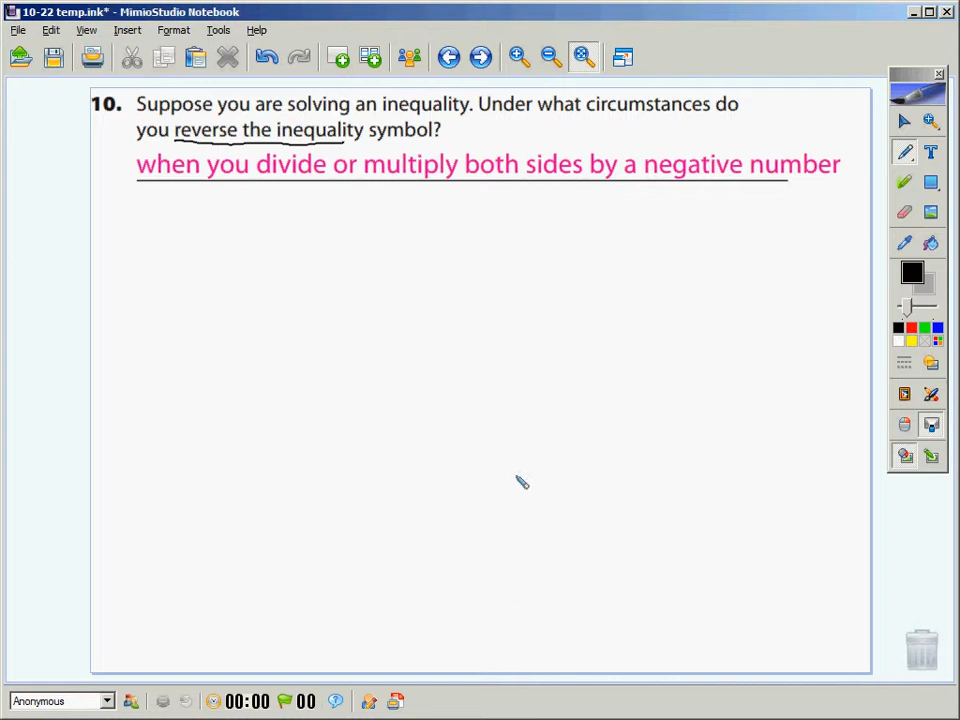 10-22 temp.ink* - MimioStudio Notebook
File Edit View Insert Format Tools Help
10. Suppose you are solving an inequality. Under what circumstances do
you reverse the inequality symbol?
when you divide or multiply both sides by a negative number
Anonymous 00:00 00